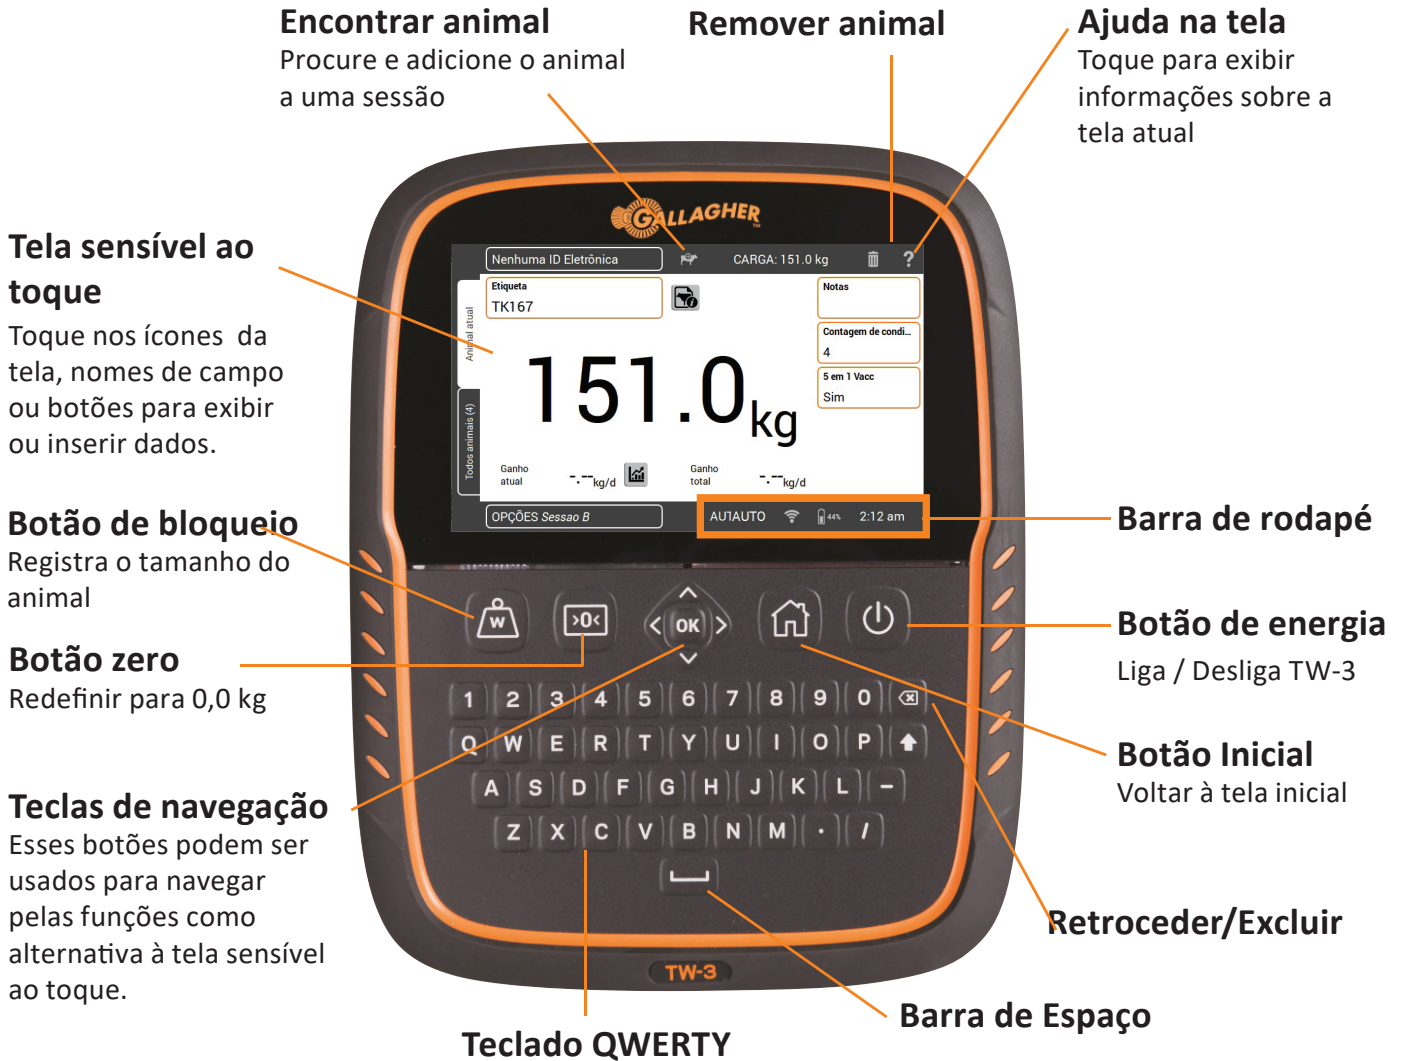 Encontrar animal
Procure e adicione o animal
a uma sessão
Remover animal
Ajuda na tela
Toque para exibir
informações sobre a
tela atual
Tela sensível ao
toque
Toque nos ícones da
tela, nomes de campo
ou botões para exibir
ou inserir dados.
Botão de bloqueio
Registra o tamanho do
animal
Botão zero
Redefinir para 0,0 kg
Teclas de navegação
Esses botões podem ser
usados para navegar
pelas funções como
alternativa à tela sensível
ao toque.
GALLAGHER
TM
Nenhuma ID Eletrônica
CARGA: 151.0 kg
?
Animal atual
Todos animais (4)
Etiqueta
TK167
Notas
Contagem de condi...
4
5 em 1 Vacc
Sim
151.0 kg
Ganho
atual
-.-- kg/d
Ganho
total
-.-- kg/d
OPÇÕES Sessao B
AU1AUTO
44%
2:12 am
W
>0<
OK
1 2 3 4 5 6 7 8 9 0
Q W E R T Y U I O P
A S D F G H J K L -
Z X C V B N M . /
TW-3
Barra de rodapé
Botão de energia
Liga / Desliga TW-3
Botão Inicial
Voltar à tela inicial
Retroceder/Excluir
Barra de Espaço
Teclado QWERTY